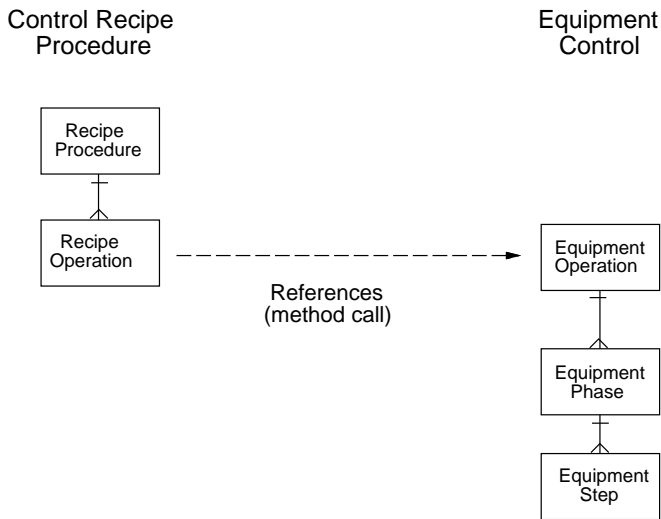 Control Recipe
Procedure
Equipment
Control
Recipe
Procedure
Recipe
Operation
References
(method call)
Equipment
Operation
Equipment
Phase
Equipment
Step